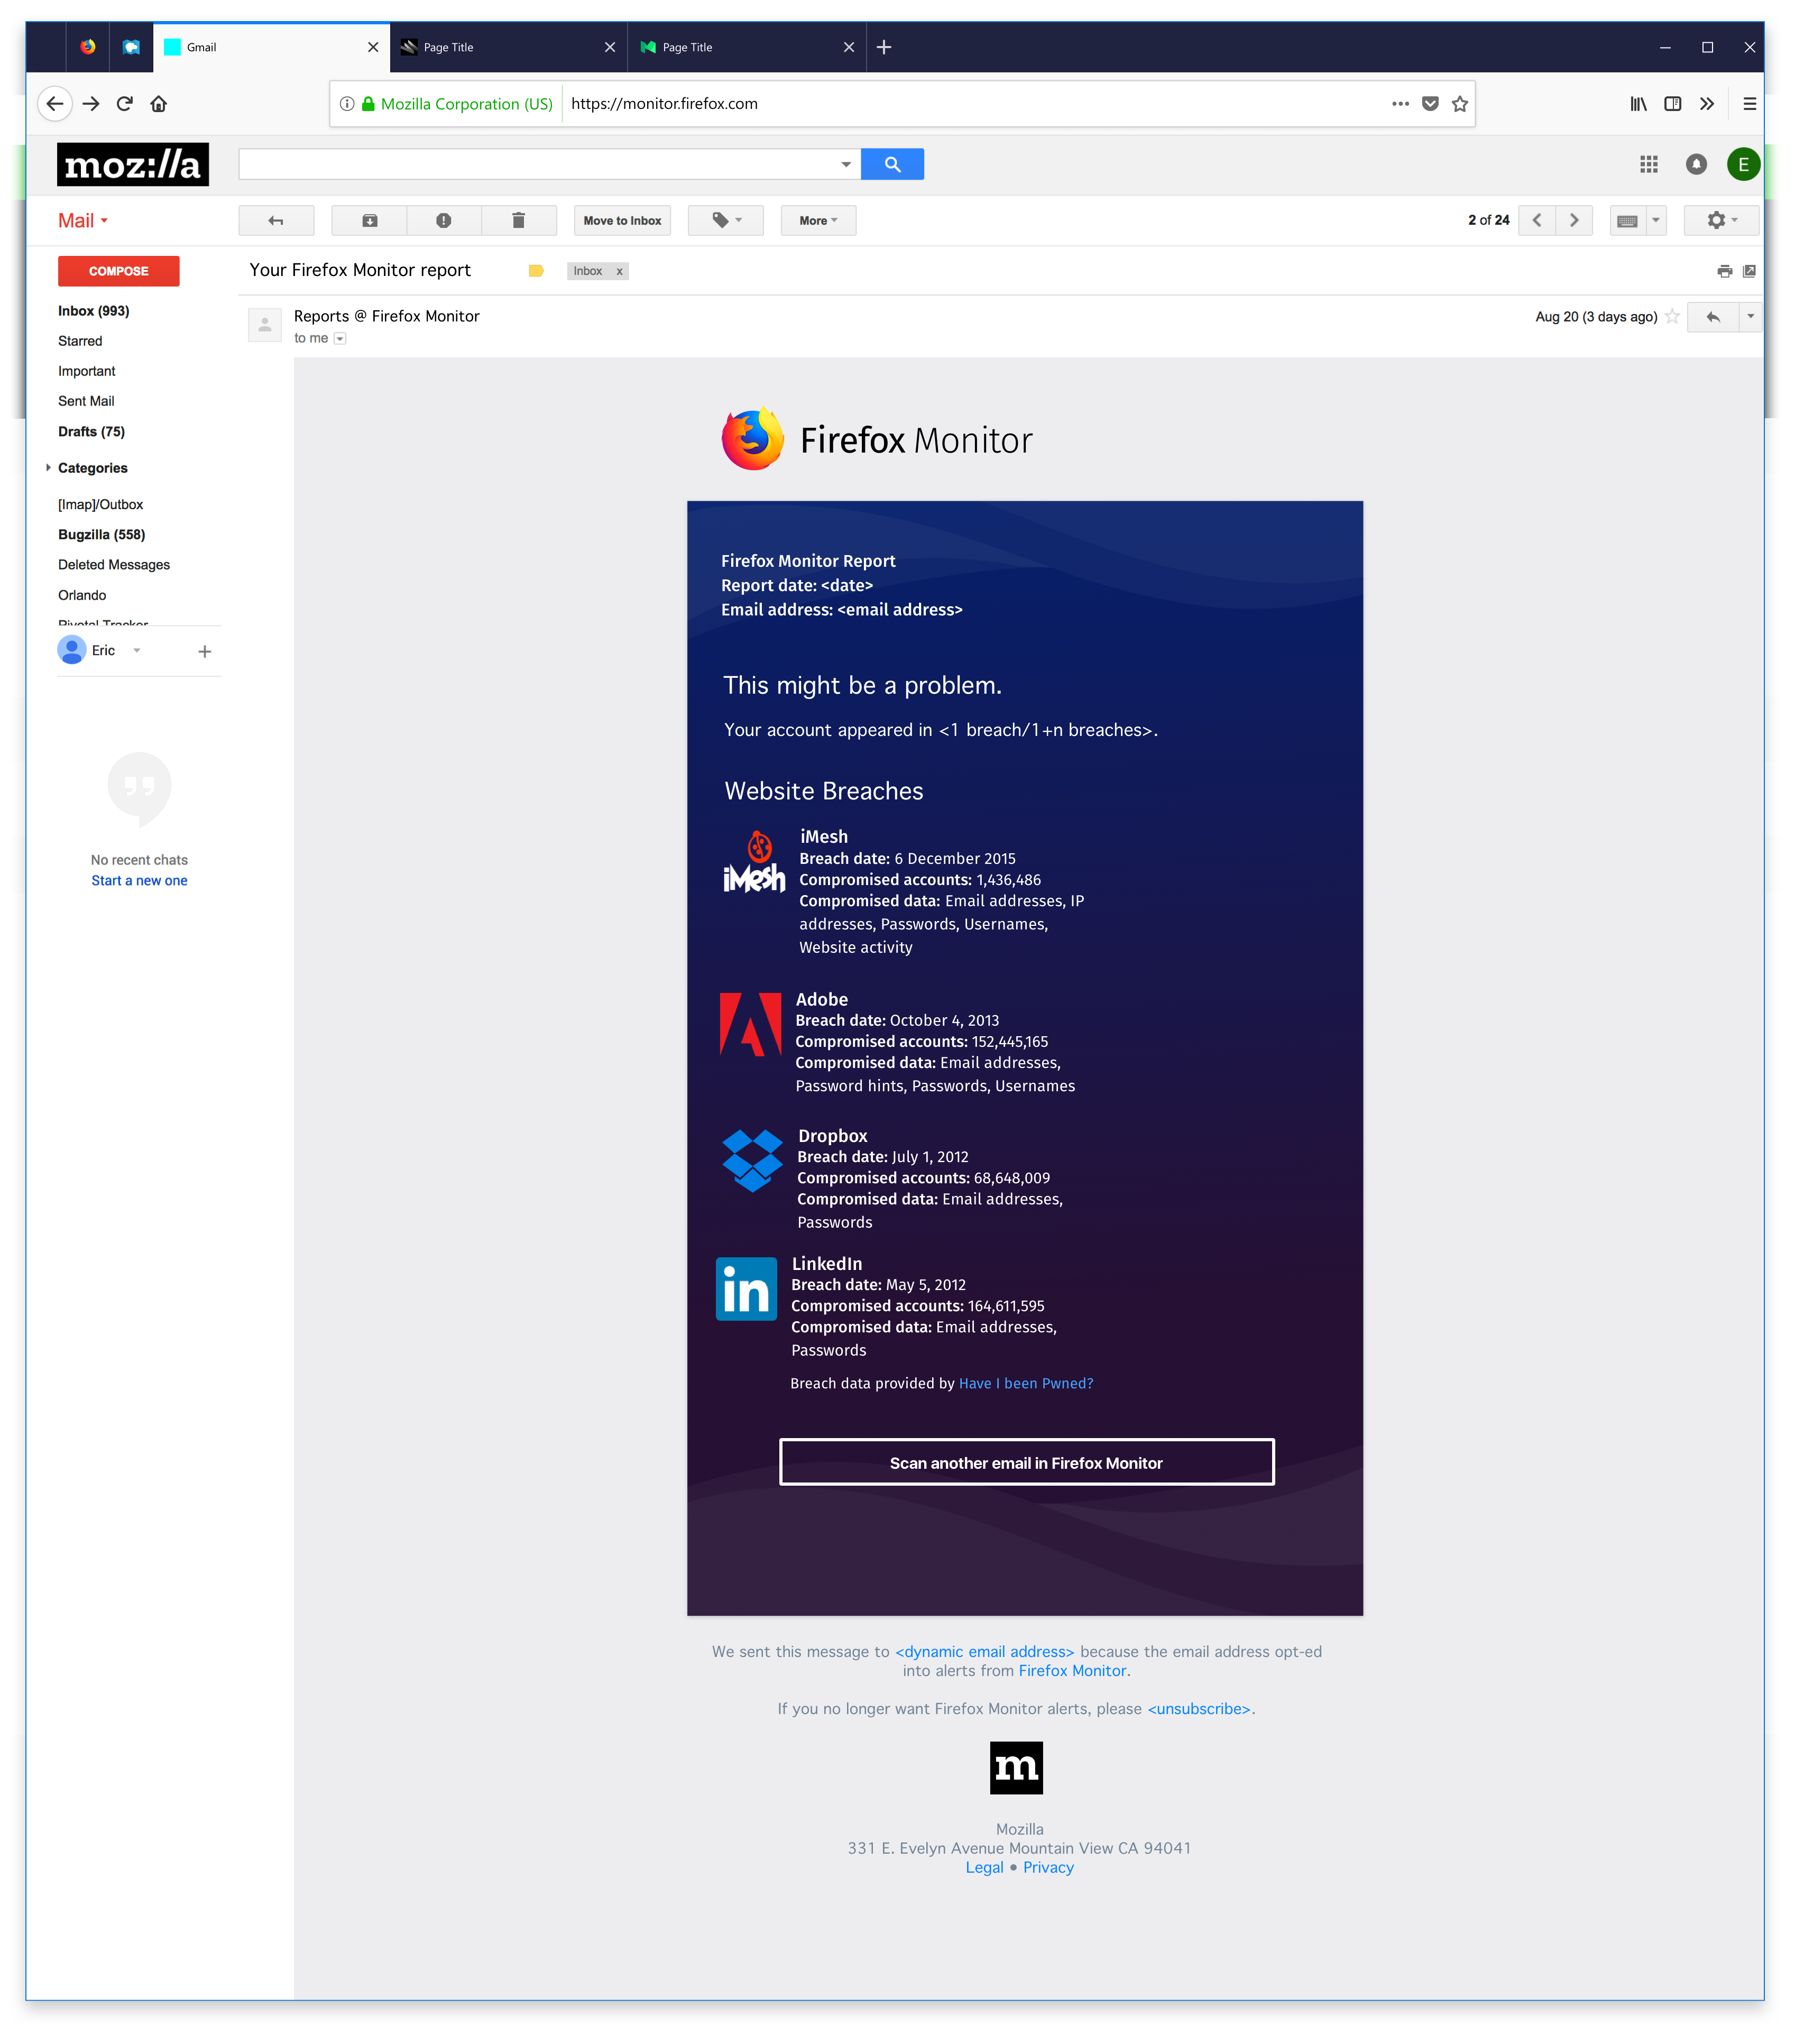 Gmail
Page Title
Page Title
Mozilla Corporation (US)
https://monitor.firefox.com
moz://a
E
Mail
Move to Inbox
More
2 of 24
COMPOSE
Your Firefox Monitor report
Inbox x
Inbox (993)
Starred
Important
Sent Mail
Drafts (75)
Categories
[Imap]/Outbox
Bugzilla (558)
Deleted Messages
Orlando
Pivotal Tracker
Eric
No recent chats
Start a new one
Reports @ Firefox Monitor
to me
Aug 20 (3 days ago)
Firefox Monitor
Firefox Monitor Report
Report date: <date>
Email address: <email address>
This might be a problem.
Your account appeared in <1 breach/1+n breaches>.
Website Breaches
iMesh
iMesh
Breach date: 6 December 2015
Compromised accounts: 1,436,486
Compromised data: Email addresses, IP
addresses, Passwords, Usernames,
Website activity
Adobe
Breach date: October 4, 2013
Compromised accounts: 152,445,165
Compromised data: Email addresses,
Password hints, Passwords, Usernames
Dropbox
Breach date: July 1, 2012
Compromised accounts: 68,648,009
Compromised data: Email addresses,
Passwords
in
LinkedIn
Breach date: May 5, 2012
Compromised accounts: 164,611,595
Compromised data: Email addresses,
Passwords
Breach data provided by Have I been Pwned?
Scan another email in Firefox Monitor
We sent this message to <dynamic email address> because the email address opt-ed
into alerts from Firefox Monitor.
If you no longer want Firefox Monitor alerts, please <unsubscribe>.
m
Mozilla
331 E. Evelyn Avenue Mountain View CA 94041
Legal • Privacy